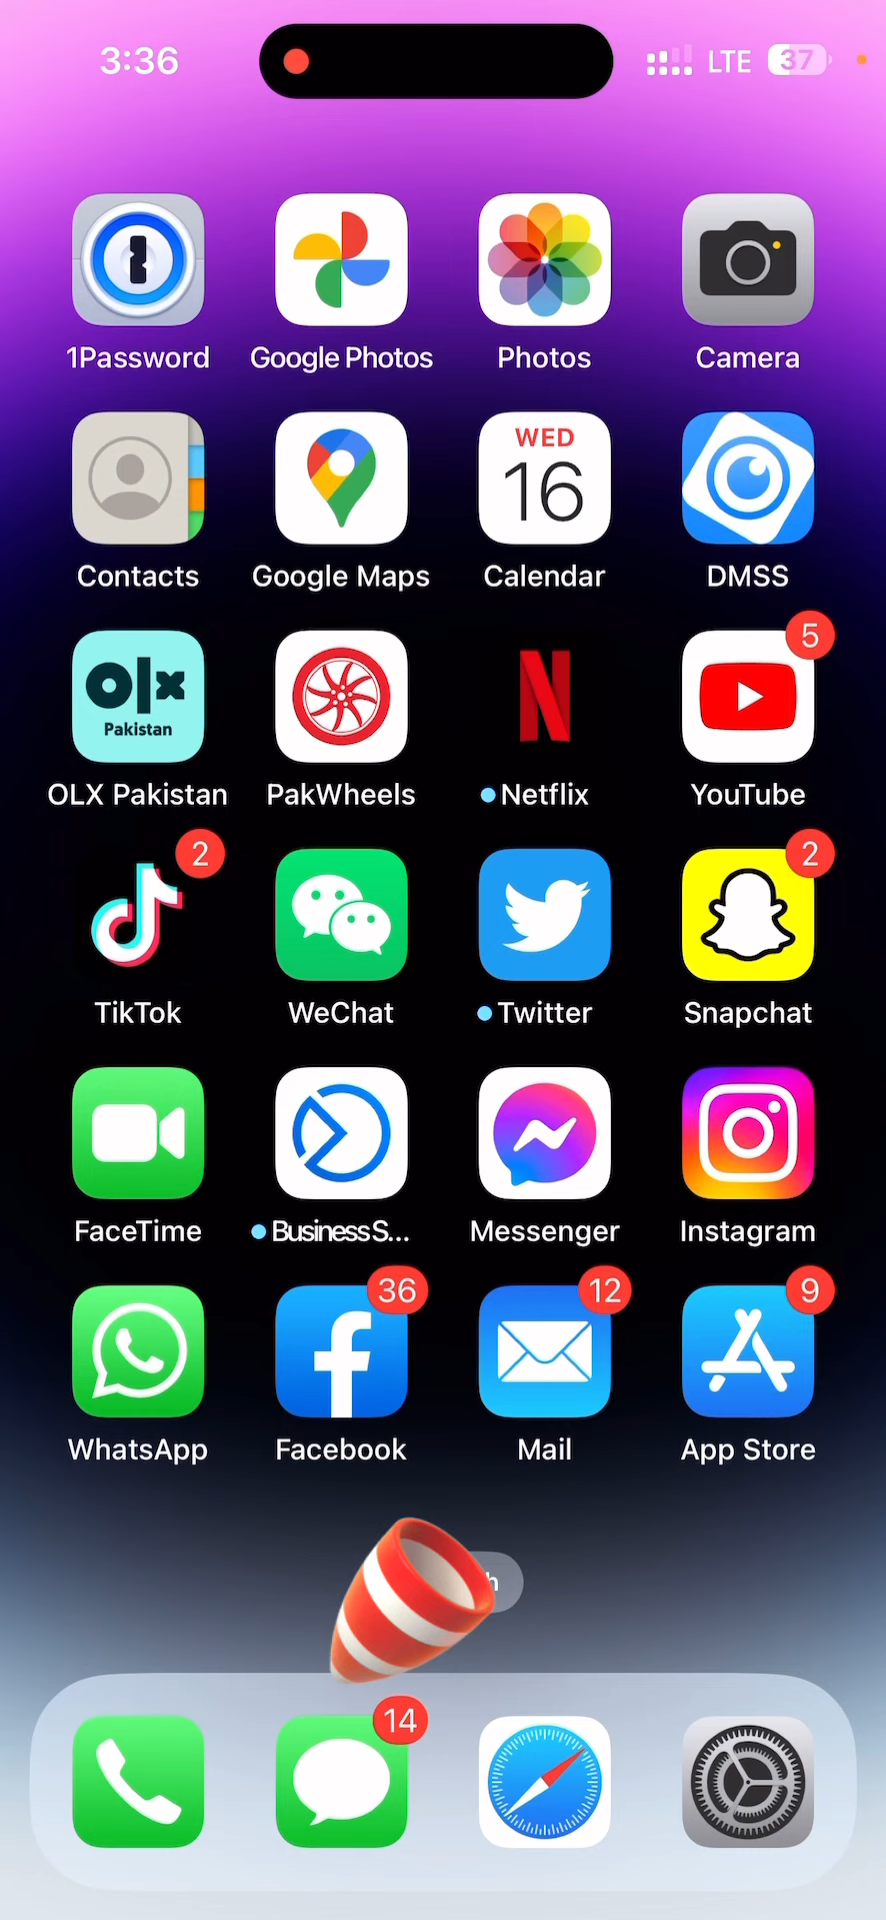 3:36 LTE 37
1Password Google Photos Photos Camera
WED
16
Contacts Google Maps Calendar DMSS
5
olx
Pakistan
N
OLX Pakistan PakWheels Netflix YouTube
2 2
TikTok WeChat Twitter Snapchat
FaceTime Business S... Messenger Instagram
36 12 9
WhatsApp Facebook Mail App Store
14